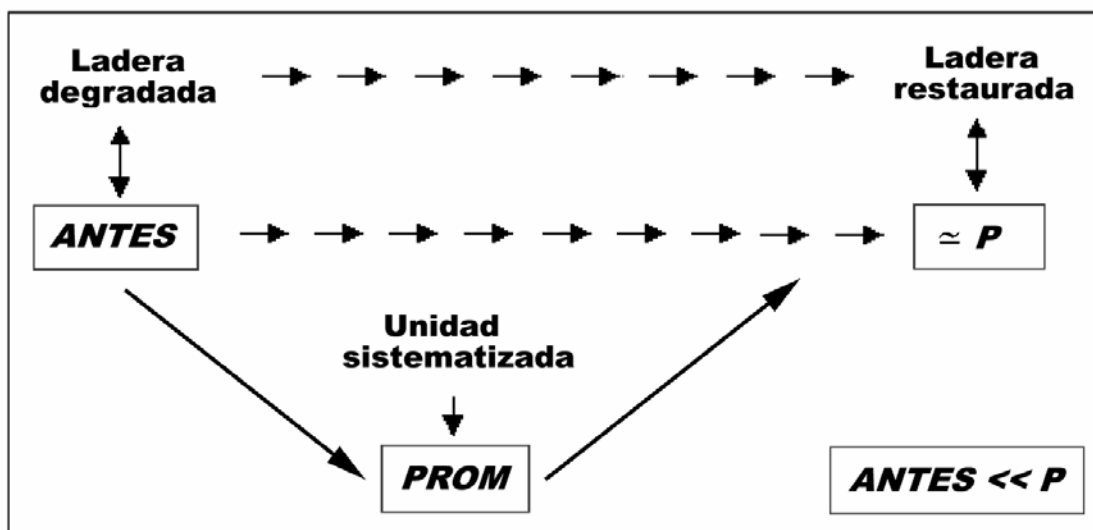 Ladera
degradada
Ladera
restaurada
ANTES
≃ P
Unidad
sistematizada
PROM
ANTES << P